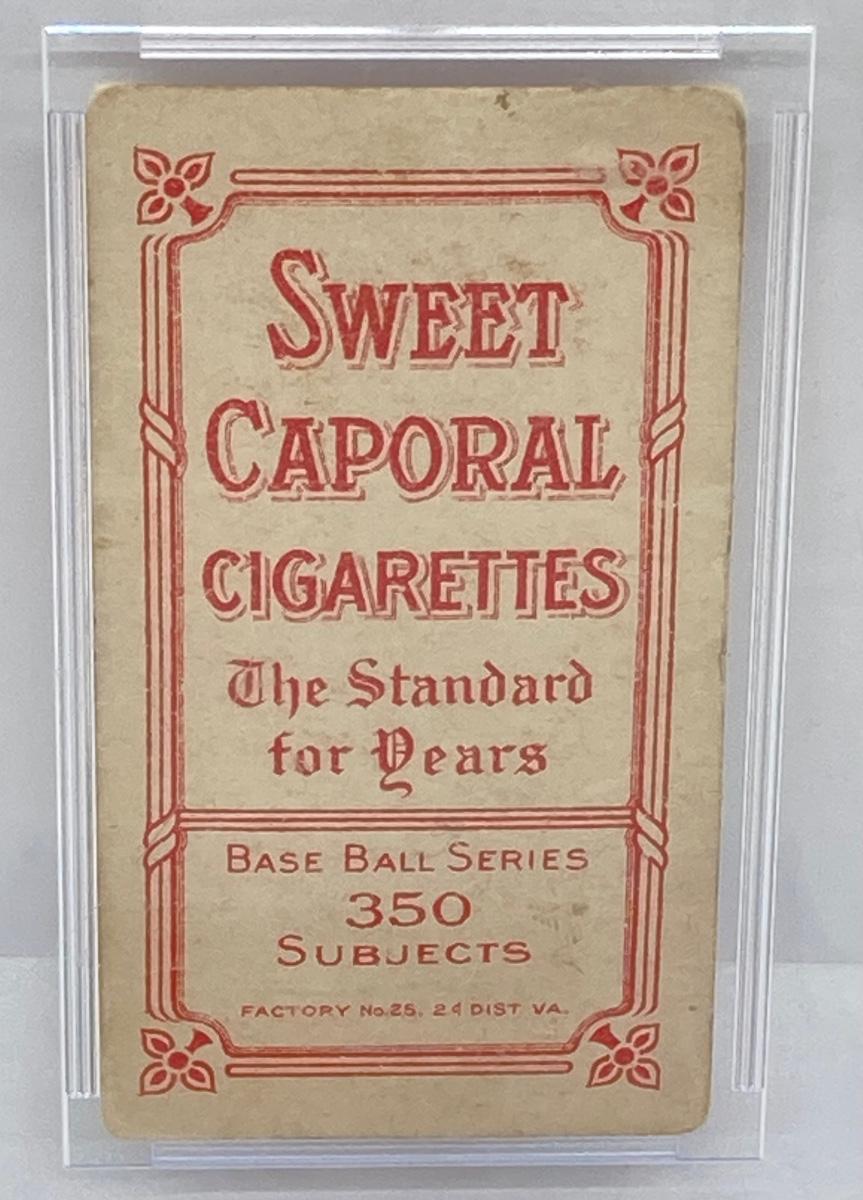 SWEET
CAPORAL
CIGARETTES
The Standard
for Years
BASE BALL SERIES
350
SUBJECTS
FACTORY No. 25, 2d DIST VA.